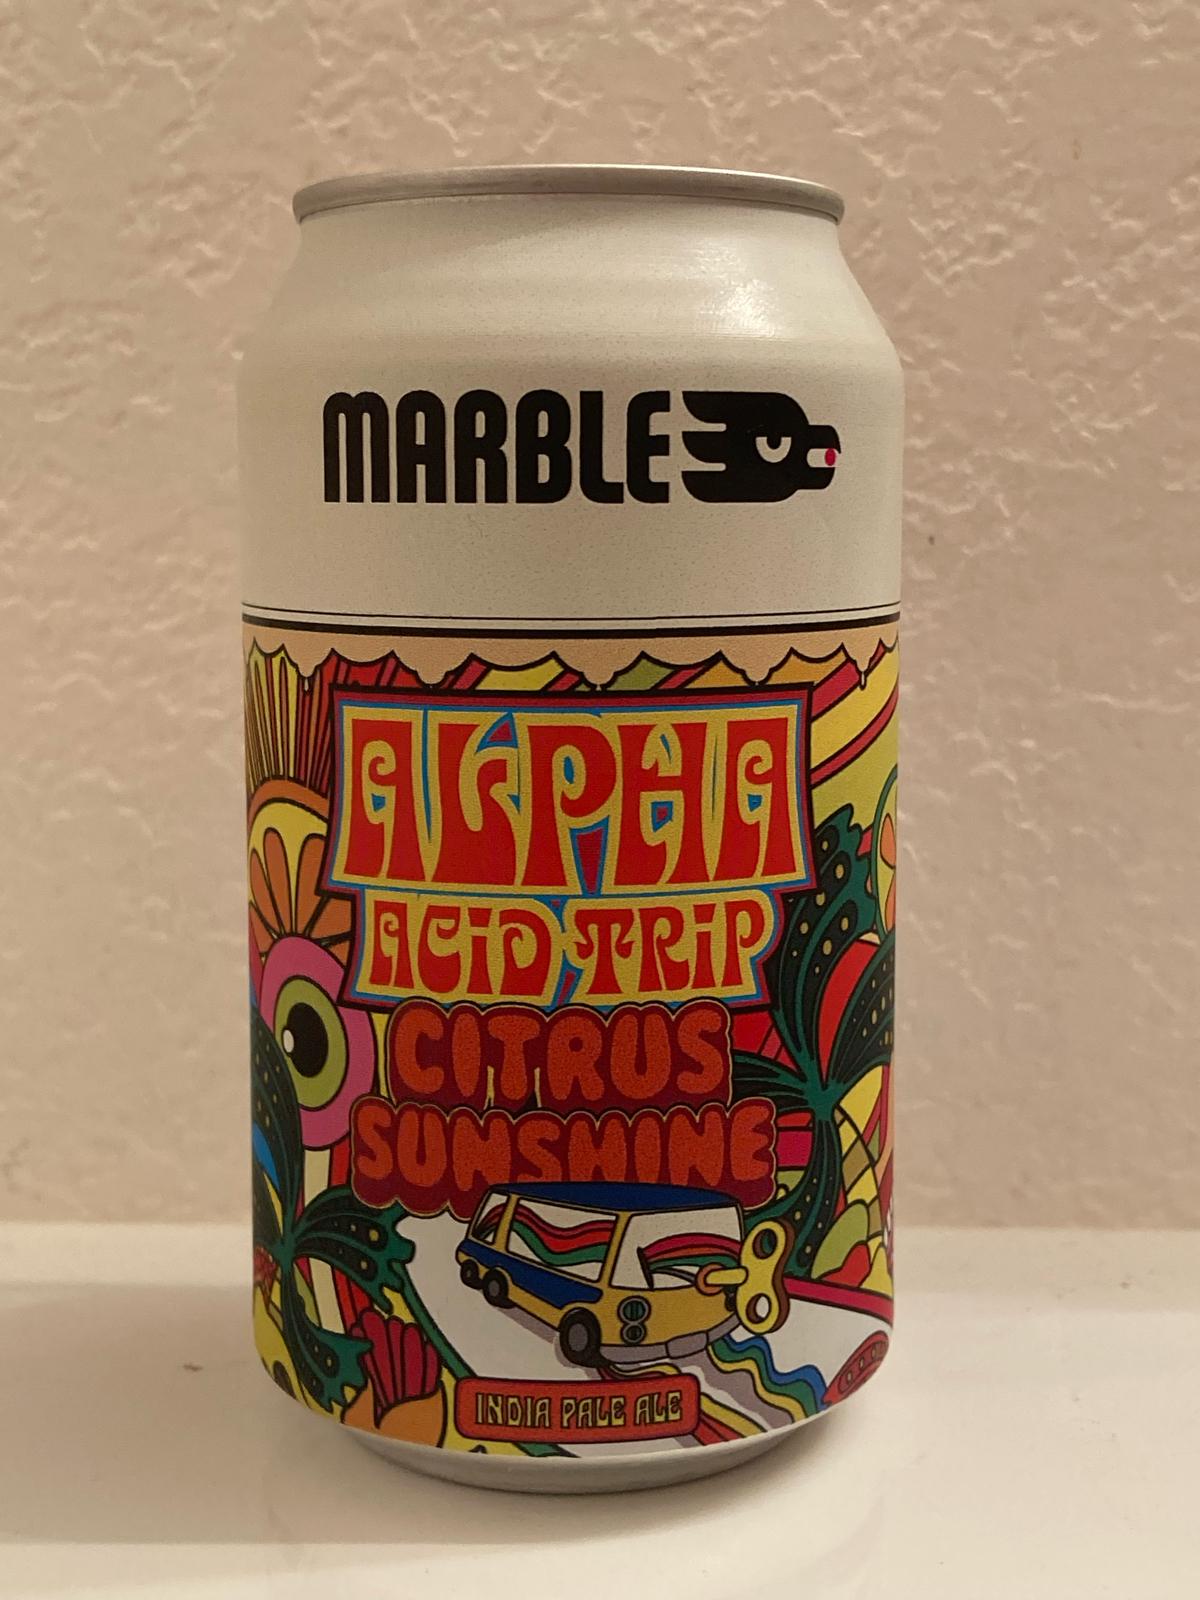 MARBLE
ALPHA
ACID TRIP
CITRUS
SUNSHINE
INDIA PALE ALE